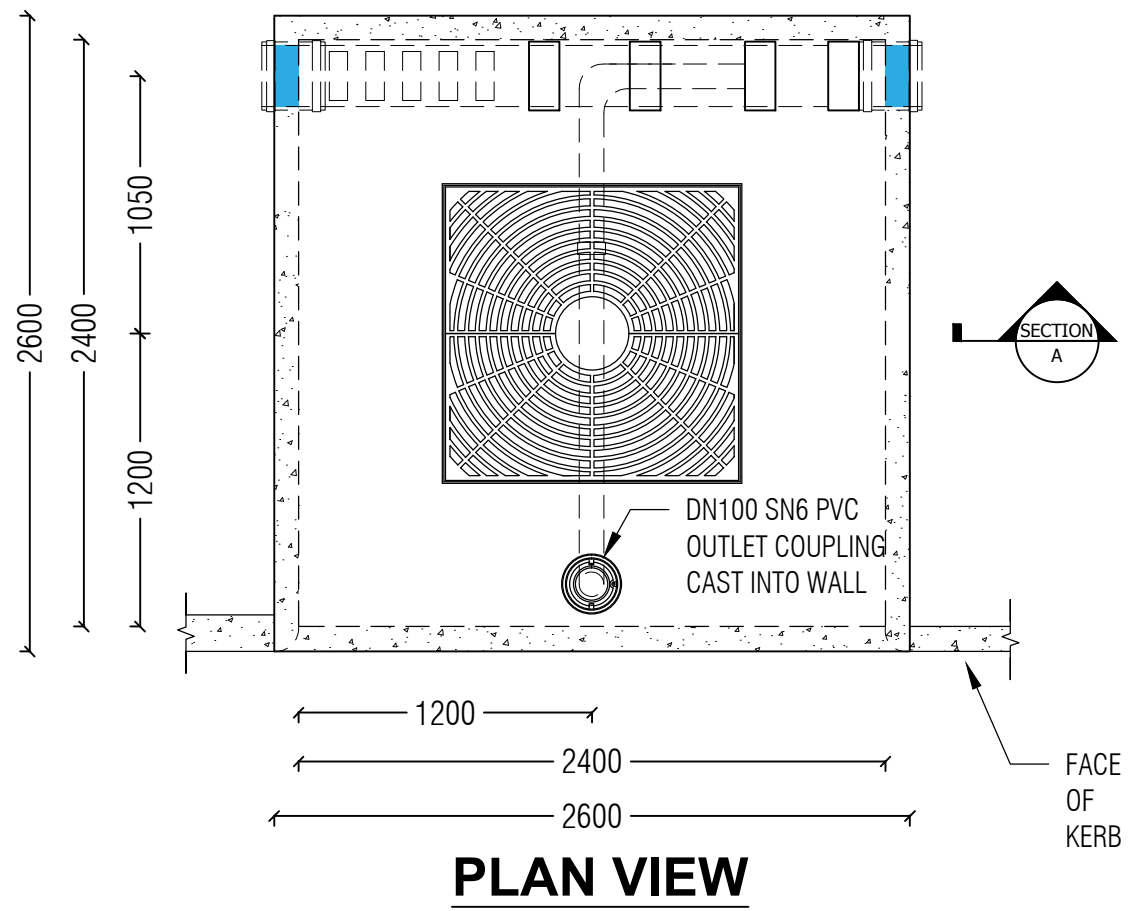 2600
2400
1050
1200
SECTION
A
DN100 SN6 PVC
OUTLET COUPLING
CAST INTO WALL
1200
2400
2600
FACE
OF
KERB
PLAN VIEW